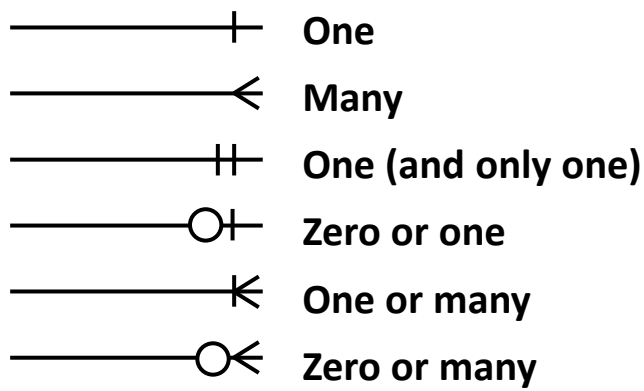 One
Many
One (and only one)
Zero or one
One or many
Zero or many